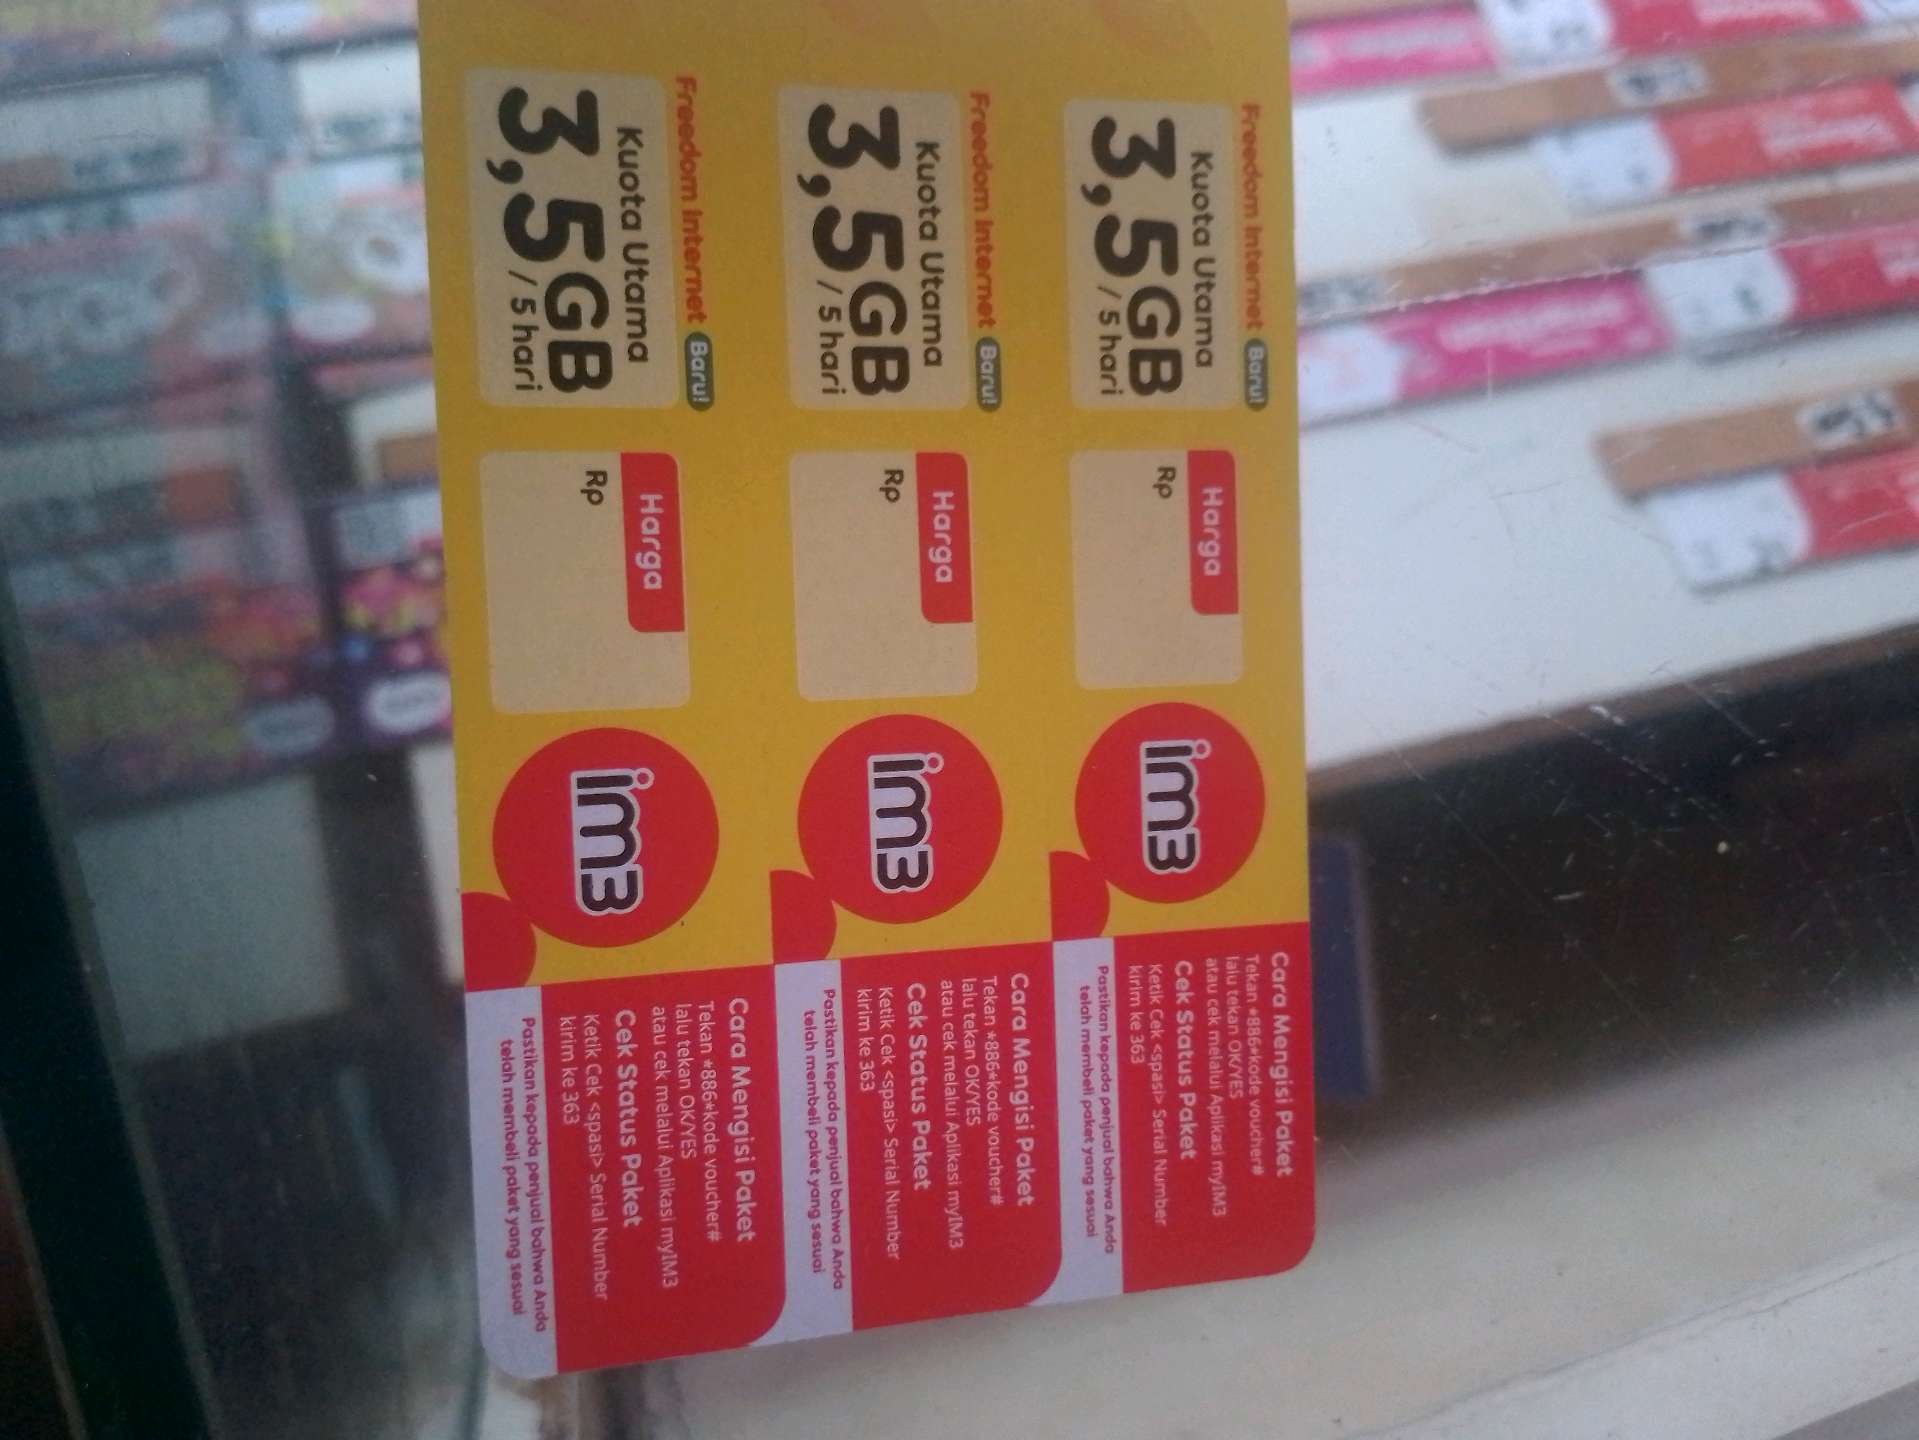 Freedom Internet Baru!
Kuota Utama
3,5GB
/ 5 hari
Harga
Rp
im3
Cara Mengisi Paket
Tekan *886*kode voucher#
lalu tekan OK/YES
atau cek melalui Aplikasi myIM3
Cek Status Paket
Ketik Cek <spasi> Serial Number
kirim ke 363
Pastikan kepada penjual bahwa Anda
telah membeli paket yang sesuai
Freedom Internet Baru!
Kuota Utama
3,5GB
/ 5 hari
Harga
Rp
im3
Cara Mengisi Paket
Tekan *886*kode voucher#
lalu tekan OK/YES
atau cek melalui Aplikasi myIM3
Cek Status Paket
Ketik Cek <spasi> Serial Number
kirim ke 363
Pastikan kepada penjual bahwa Anda
telah membeli paket yang sesuai
Freedom Internet Baru!
Kuota Utama
3,5GB
/ 5 hari
Harga
Rp
im3
Cara Mengisi Paket
Tekan *886*kode voucher#
lalu tekan OK/YES
atau cek melalui Aplikasi myIM3
Cek Status Paket
Ketik Cek <spasi> Serial Number
kirim ke 363
Pastikan kepada penjual bahwa Anda
telah membeli paket yang sesuai